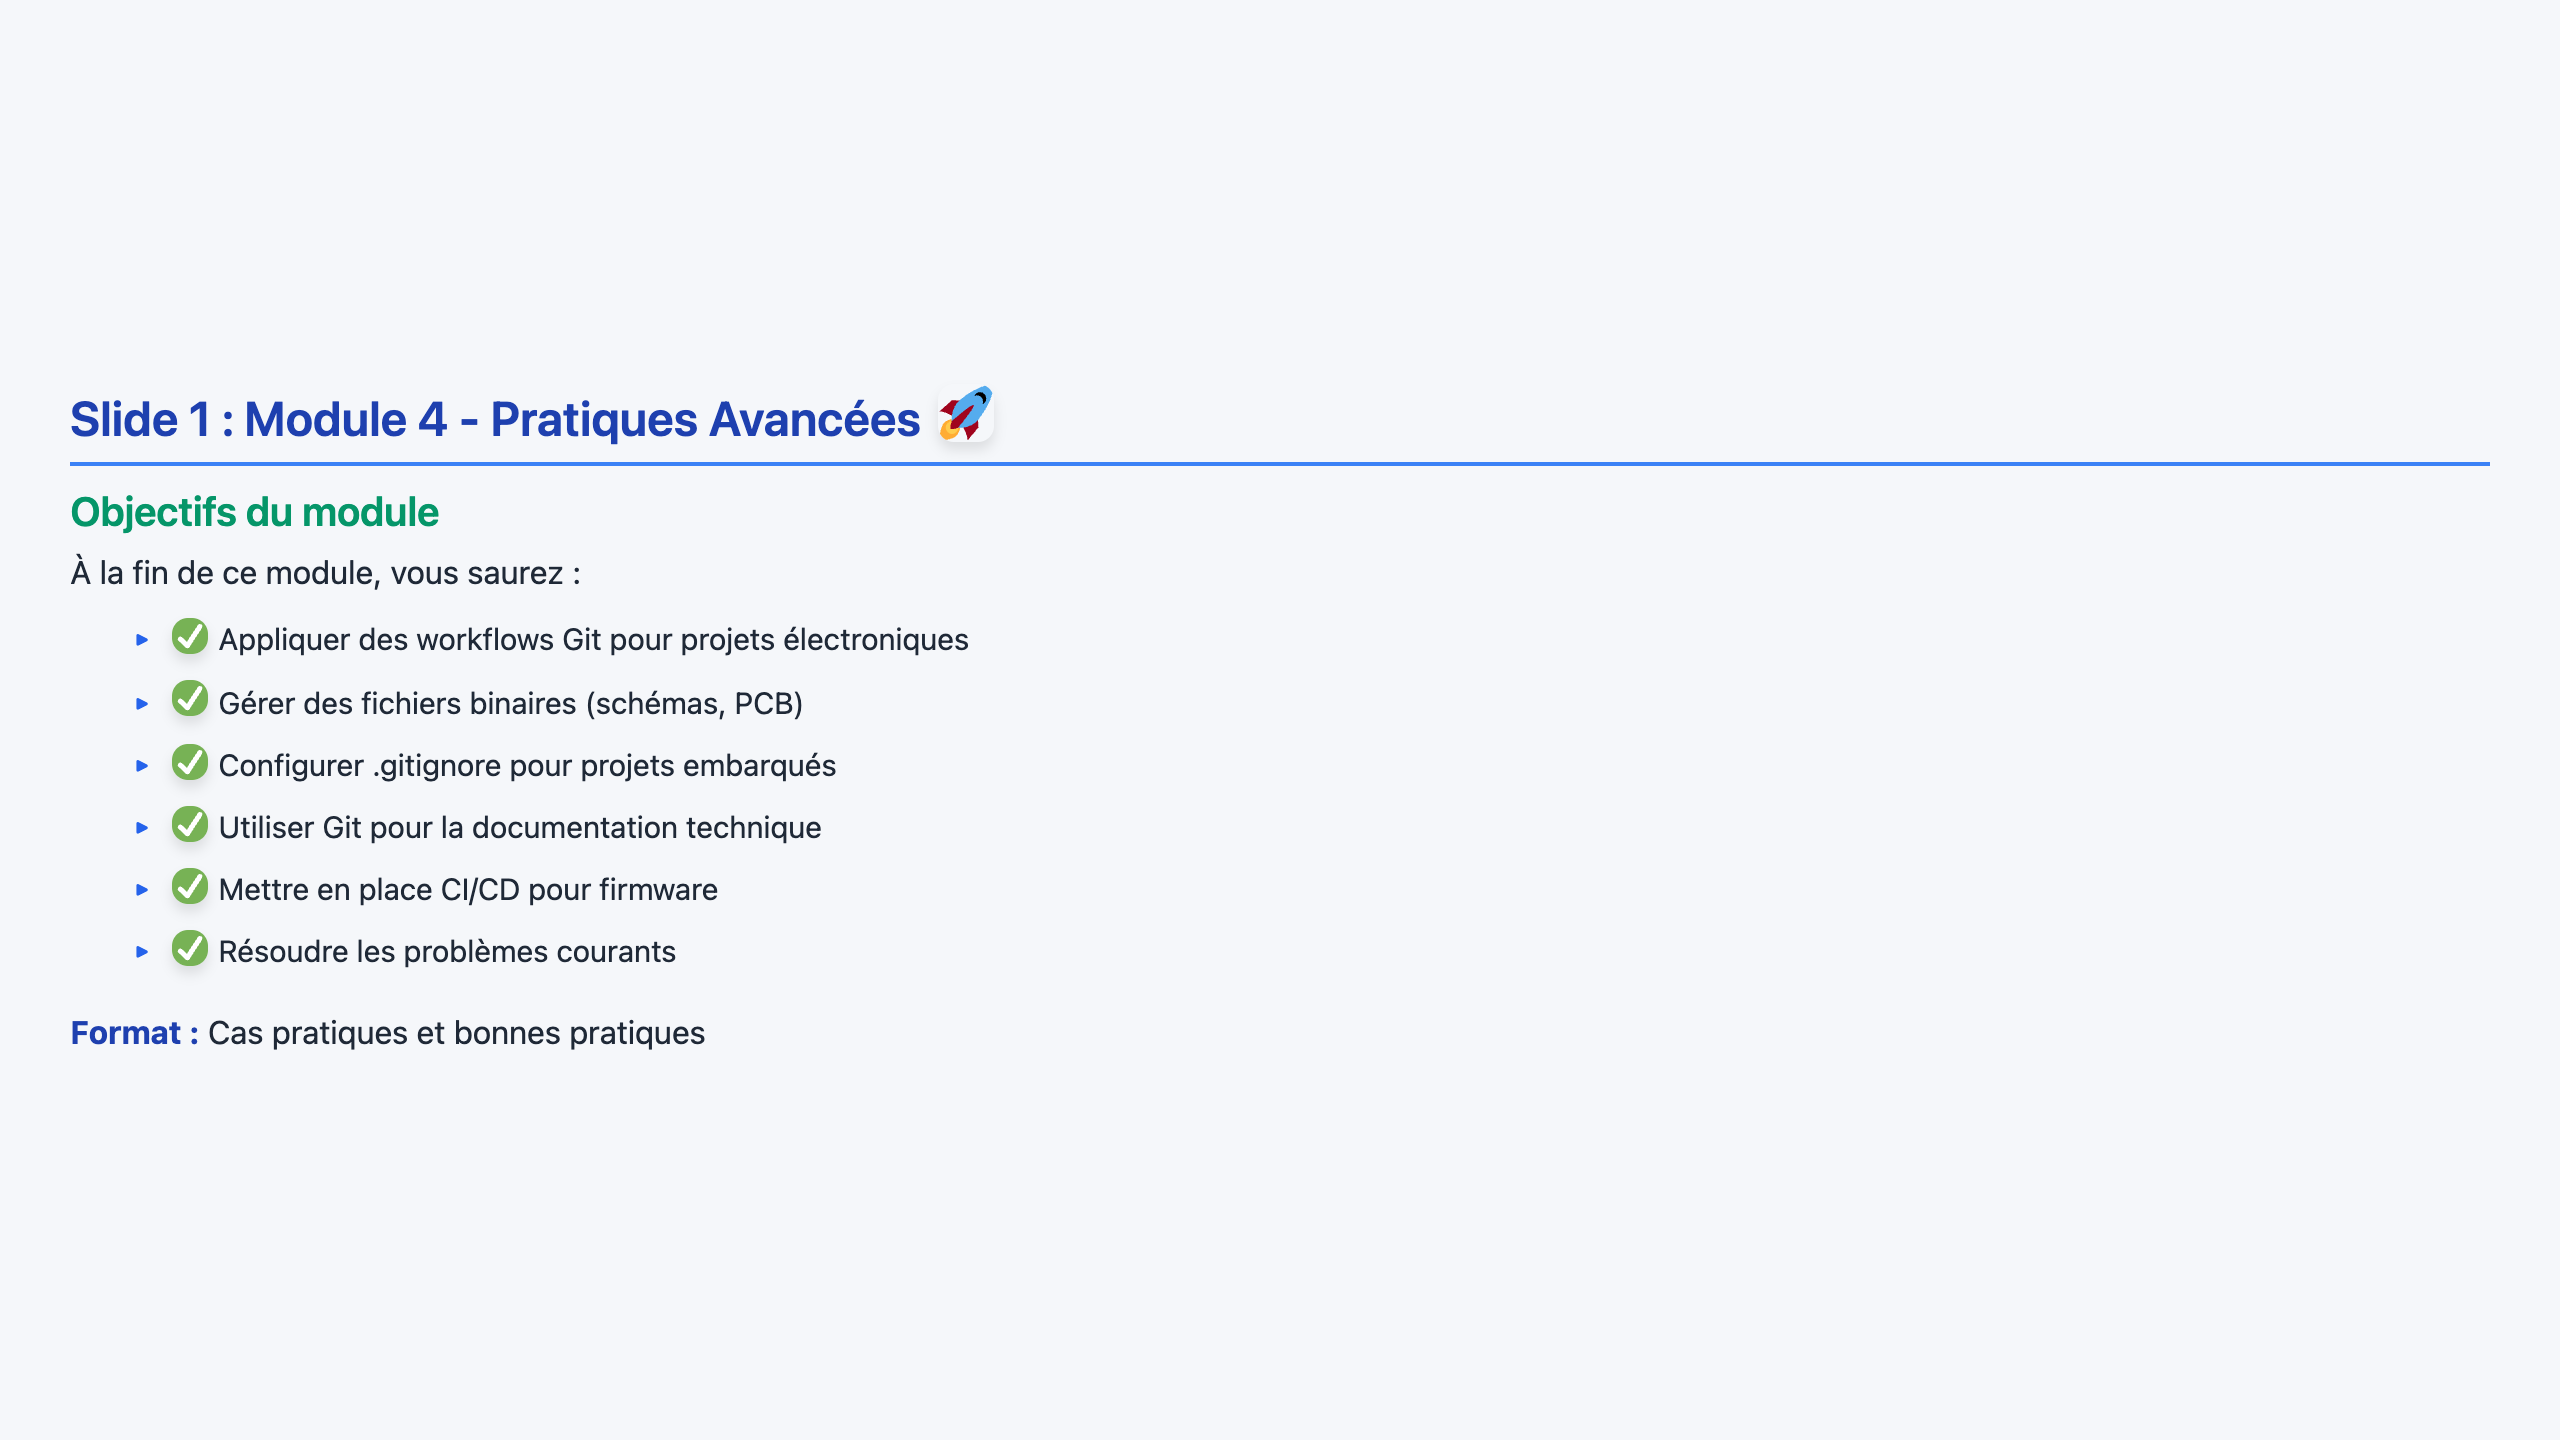 Slide 1 : Module 4 - Pratiques Avancées 🚀
Objectifs du module
À la fin de ce module, vous saurez :
▸ ✅ Appliquer des workflows Git pour projets électroniques
▸ ✅ Gérer des fichiers binaires (schémas, PCB)
▸ ✅ Configurer .gitignore pour projets embarqués
▸ ✅ Utiliser Git pour la documentation technique
▸ ✅ Mettre en place CI/CD pour firmware
▸ ✅ Résoudre les problèmes courants
Format : Cas pratiques et bonnes pratiques